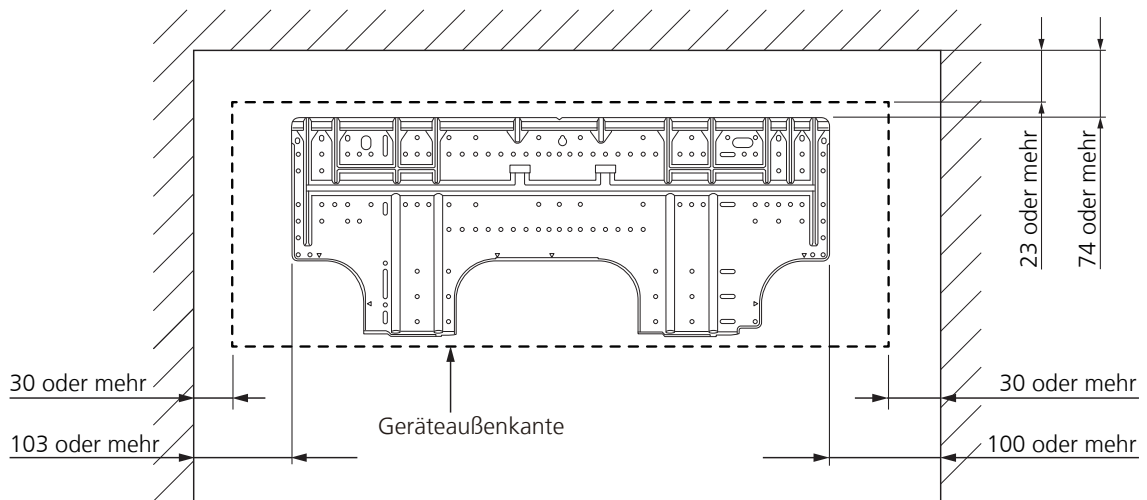 23 oder mehr
74 oder mehr
30 oder mehr
30 oder mehr
Geräteaußenkante
103 oder mehr
100 oder mehr